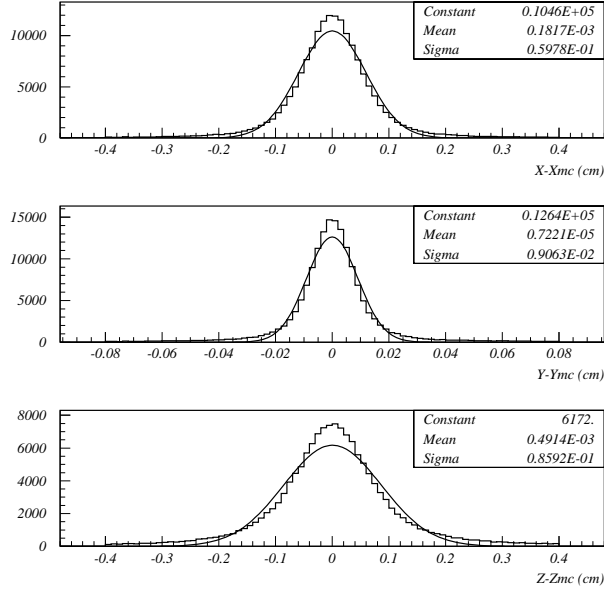 Constant 0.1046E+05
Mean 0.1817E-03
Sigma 0.5978E-01
10000
5000
0
-0.4 -0.3 -0.2 -0.1 0 0.1 0.2 0.3 0.4
X-Xmc (cm)
Constant 0.1264E+05
Mean 0.7221E-05
Sigma 0.9063E-02
15000
10000
5000
0
-0.08 -0.06 -0.04 -0.02 0 0.02 0.04 0.06 0.08
Y-Ymc (cm)
Constant 6172.
Mean 0.4914E-03
Sigma 0.8592E-01
8000
6000
4000
2000
0
-0.4 -0.3 -0.2 -0.1 0 0.1 0.2 0.3 0.4
Z-Zmc (cm)